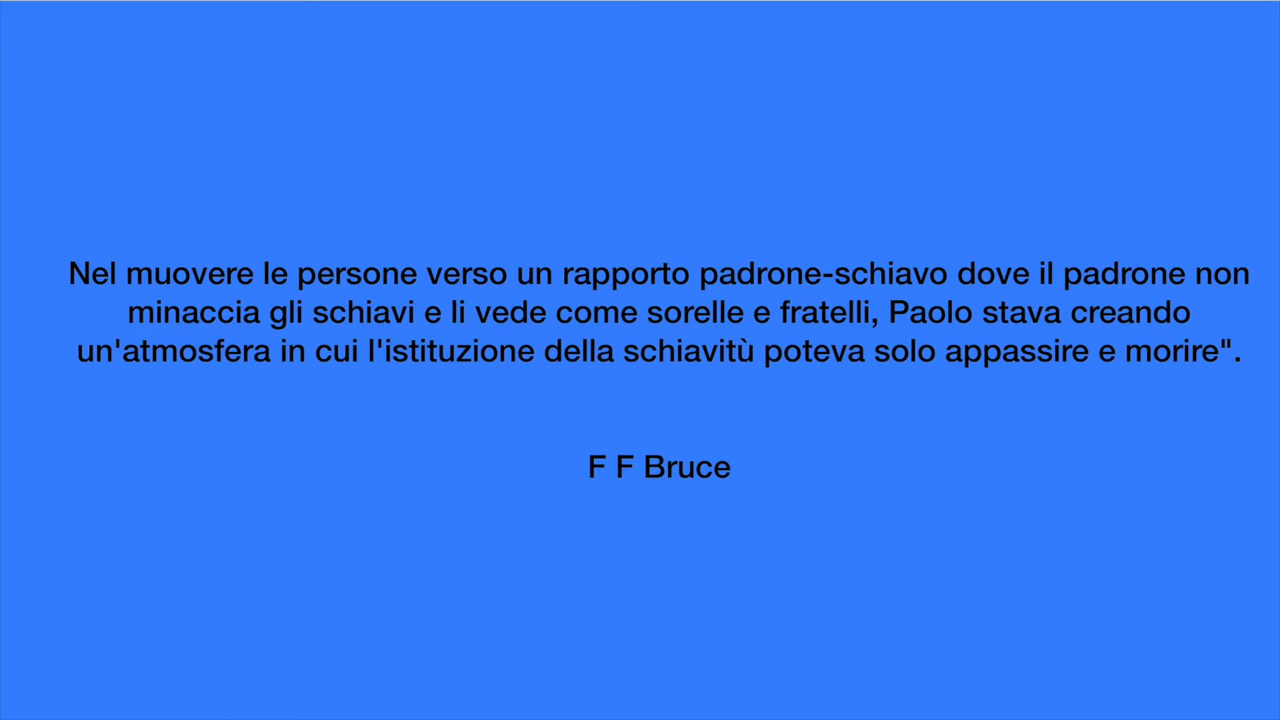 Nel muovere le persone verso un rapporto padrone-schiavo dove il padrone non
minaccia gli schiavi e li vede come sorelle e fratelli, Paolo stava creando
un'atmosfera in cui l'istituzione della schiavitù poteva solo appassire e morire".
F F Bruce